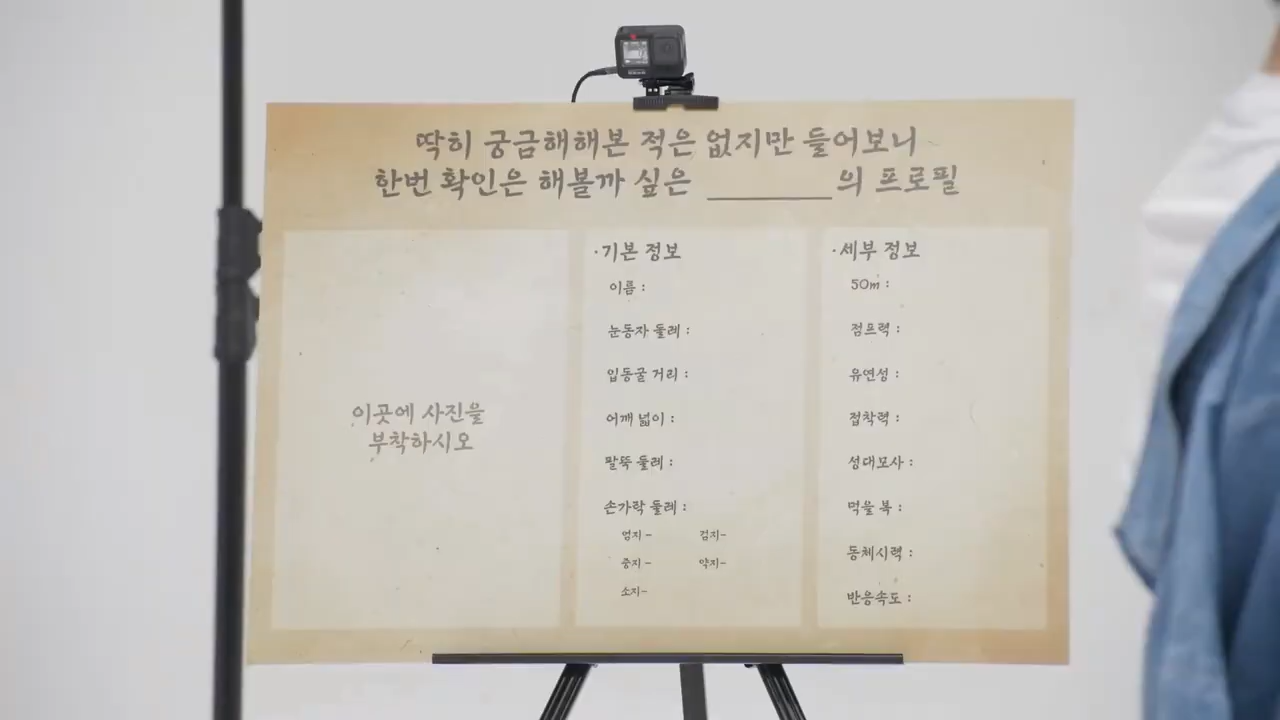 딱히 궁금해해본 적은 없지만 들어보니
한번 확인은 해볼까 싶은 ________의 프로필
이곳에 사진을
부착하시오
·기본 정보
이름 :
눈동자 둘레 :
입동굴 거리 :
어깨 넓이 :
팔뚝 둘레 :
손가락 둘레 :
엄지 - 검지-
중지 - 약지-
소지-
·세부 정보
50m :
점프력 :
유연성 :
접착력 :
성대모사 :
먹을 복 :
동체시력 :
반응속도 :